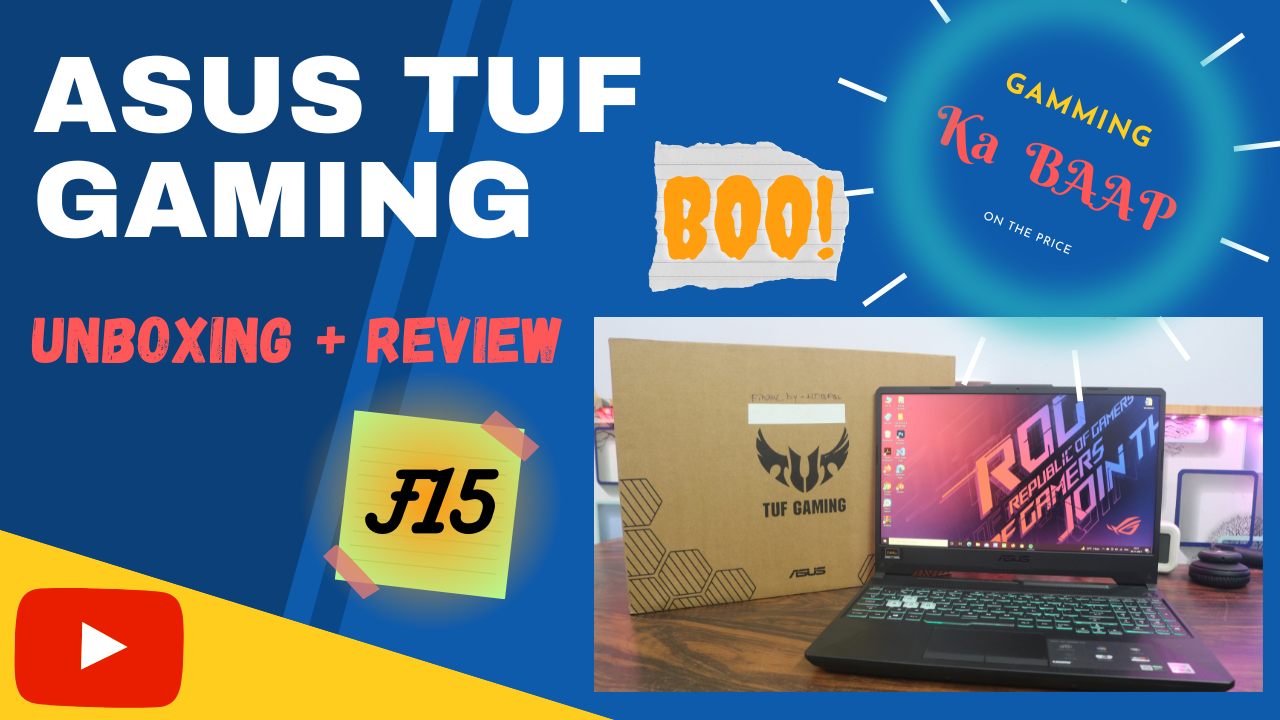 ASUS TUF
GAMING
UNBOXING + REVIEW
F15
BOO!
GAMMING
Ka BAAP
ON THE PRICE
TUF GAMING
ASUS
REPUBLIC OF GAMERS
JOIN TH
ASUS